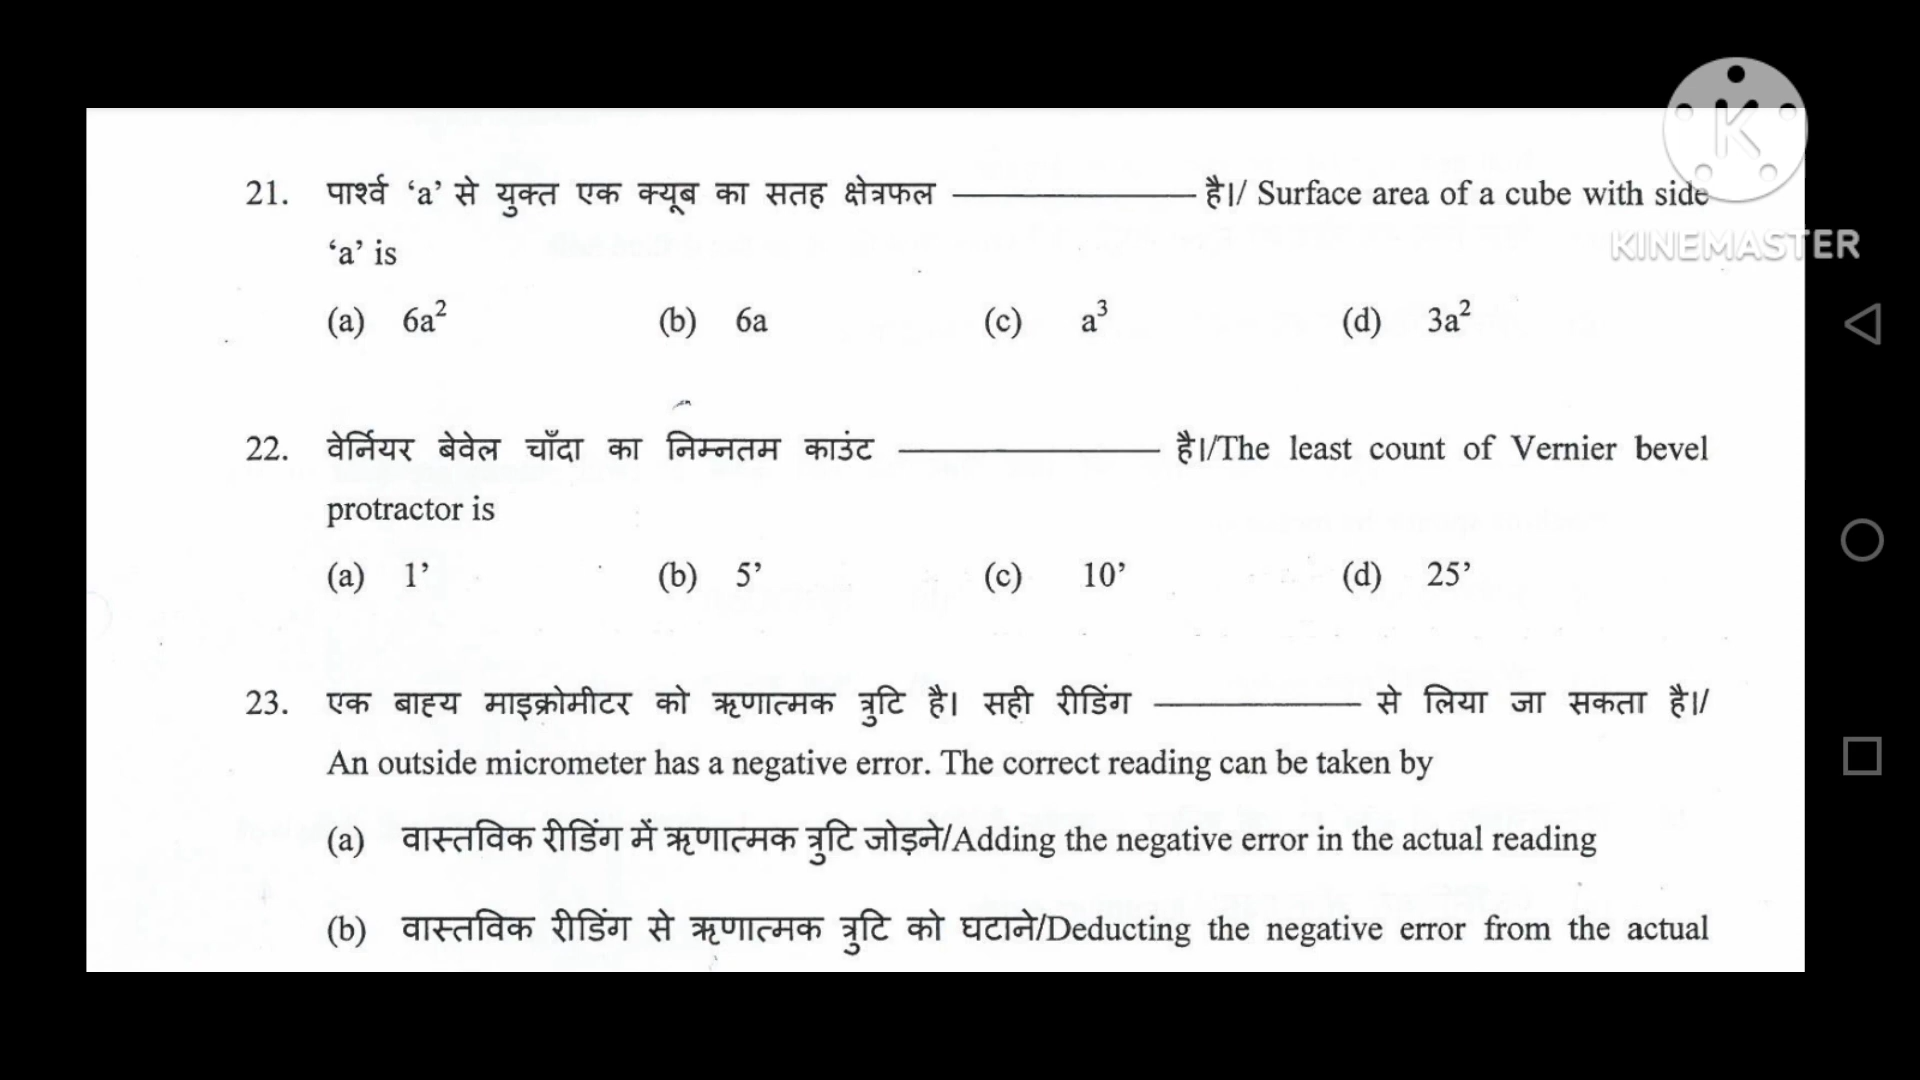 21. पार्श्व ‘a’ से युक्त एक क्यूब का सतह क्षेत्रफल ―――― है।/ Surface area of a cube with side
‘a’ is
(a) 6a² (b) 6a (c) a³ (d) 3a²
22. वेर्नियर बेवेल चाँदा का निम्नतम काउंट ―――― है।/The least count of Vernier bevel
protractor is
(a) 1’ (b) 5’ (c) 10’ (d) 25’
23. एक बाह्य माइक्रोमीटर को ऋणात्मक त्रुटि है। सही रीडिंग ―――― से लिया जा सकता है।/
An outside micrometer has a negative error. The correct reading can be taken by
(a) वास्तविक रीडिंग में ऋणात्मक त्रुटि जोड़ने/Adding the negative error in the actual reading
(b) वास्तविक रीडिंग से ऋणात्मक त्रुटि को घटाने/Deducting the negative error from the actual
K
KINEMASTER